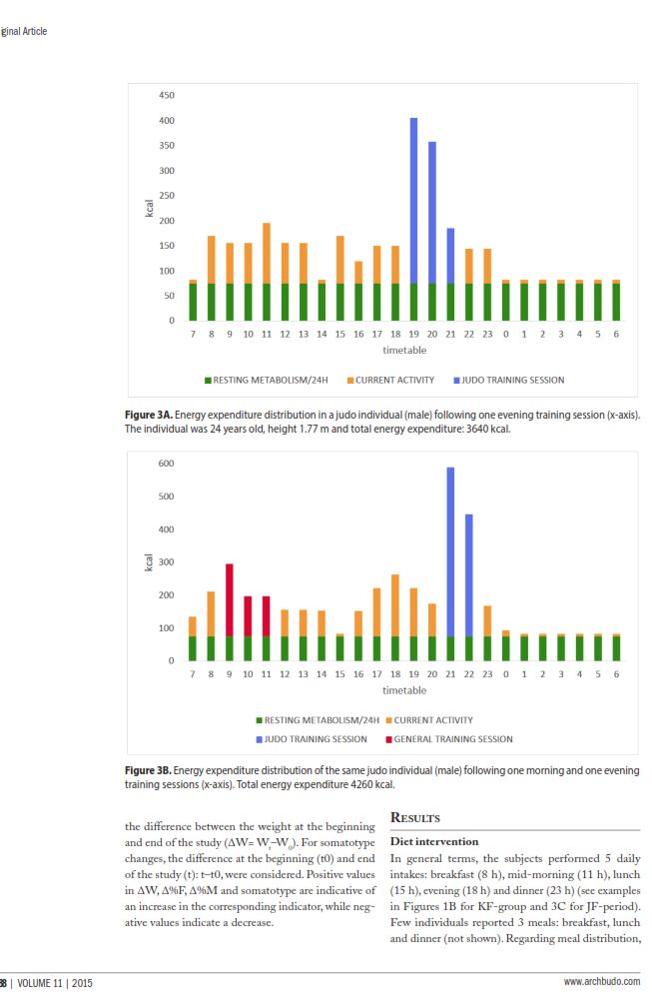 iginal Article
450
400
350
300
250
200
150
100
50
0
kcal
7 8 9 10 11 12 13 14 15 16 17 18 19 20 21 22 23 0 1 2 3 4 5 6
timetable
RESTING METABOLISM/24H CURRENT ACTIVITY JUDO TRAINING SESSION
Figure 3A. Energy expenditure distribution in a judo individual (male) following one evening training session (x-axis).
The individual was 24 years old, height 1.77 m and total energy expenditure: 3640 kcal.
600
500
400
300
200
100
0
kcal
7 8 9 10 11 12 13 14 15 16 17 18 19 20 21 22 23 0 1 2 3 4 5 6
timetable
RESTING METABOLISM/24H CURRENT ACTIVITY
JUDO TRAINING SESSION GENERAL TRAINING SESSION
Figure 3B. Energy expenditure distribution of the same judo individual (male) following one morning and one evening
training sessions (x-axis). Total energy expenditure 4260 kcal.
the difference between the weight at the beginning
and end of the study (ΔW= Wt–W0). For somatotype
changes, the difference at the beginning (t0) and end
of the study (t): t–t0, were considered. Positive values
in ΔW, Δ%F, Δ%M and somatotype are indicative of
an increase in the corresponding indicator, while neg-
ative values indicate a decrease.
RESULTS
Diet intervention
In general terms, the subjects performed 5 daily
intakes: breakfast (8 h), mid-morning (11 h), lunch
(15 h), evening (18 h) and dinner (23 h) (see examples
in Figures 1B for KF-group and 3C for JF-period).
Few individuals reported 3 meals: breakfast, lunch
and dinner (not shown). Regarding meal distribution,
8 | VOLUME 11 | 2015
www.archbudo.com